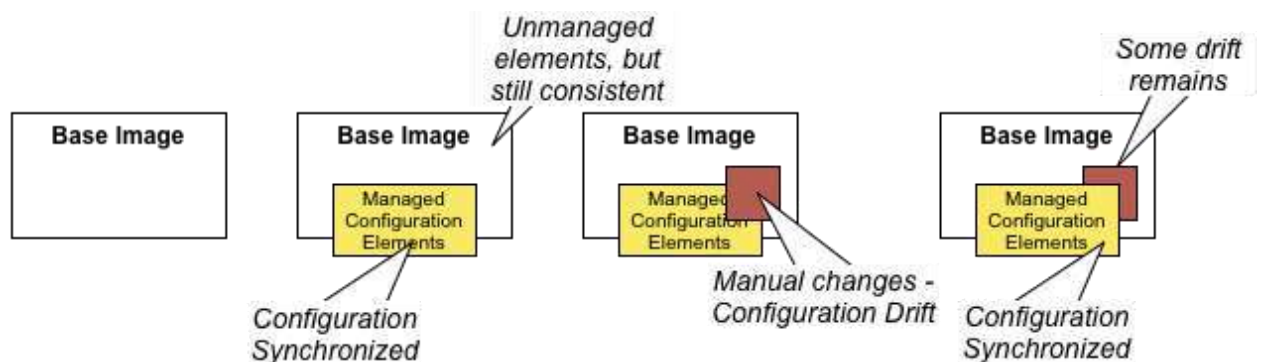 Unmanaged
elements, but
still consistent
Some drift
remains
Base Image
Base Image
Base Image
Base Image
Managed
Configuration
Elements
Managed
Configuration
Elements
Managed
Configuration
Elements
Configuration
Synchronized
Manual changes -
Configuration Drift
Configuration
Synchronized